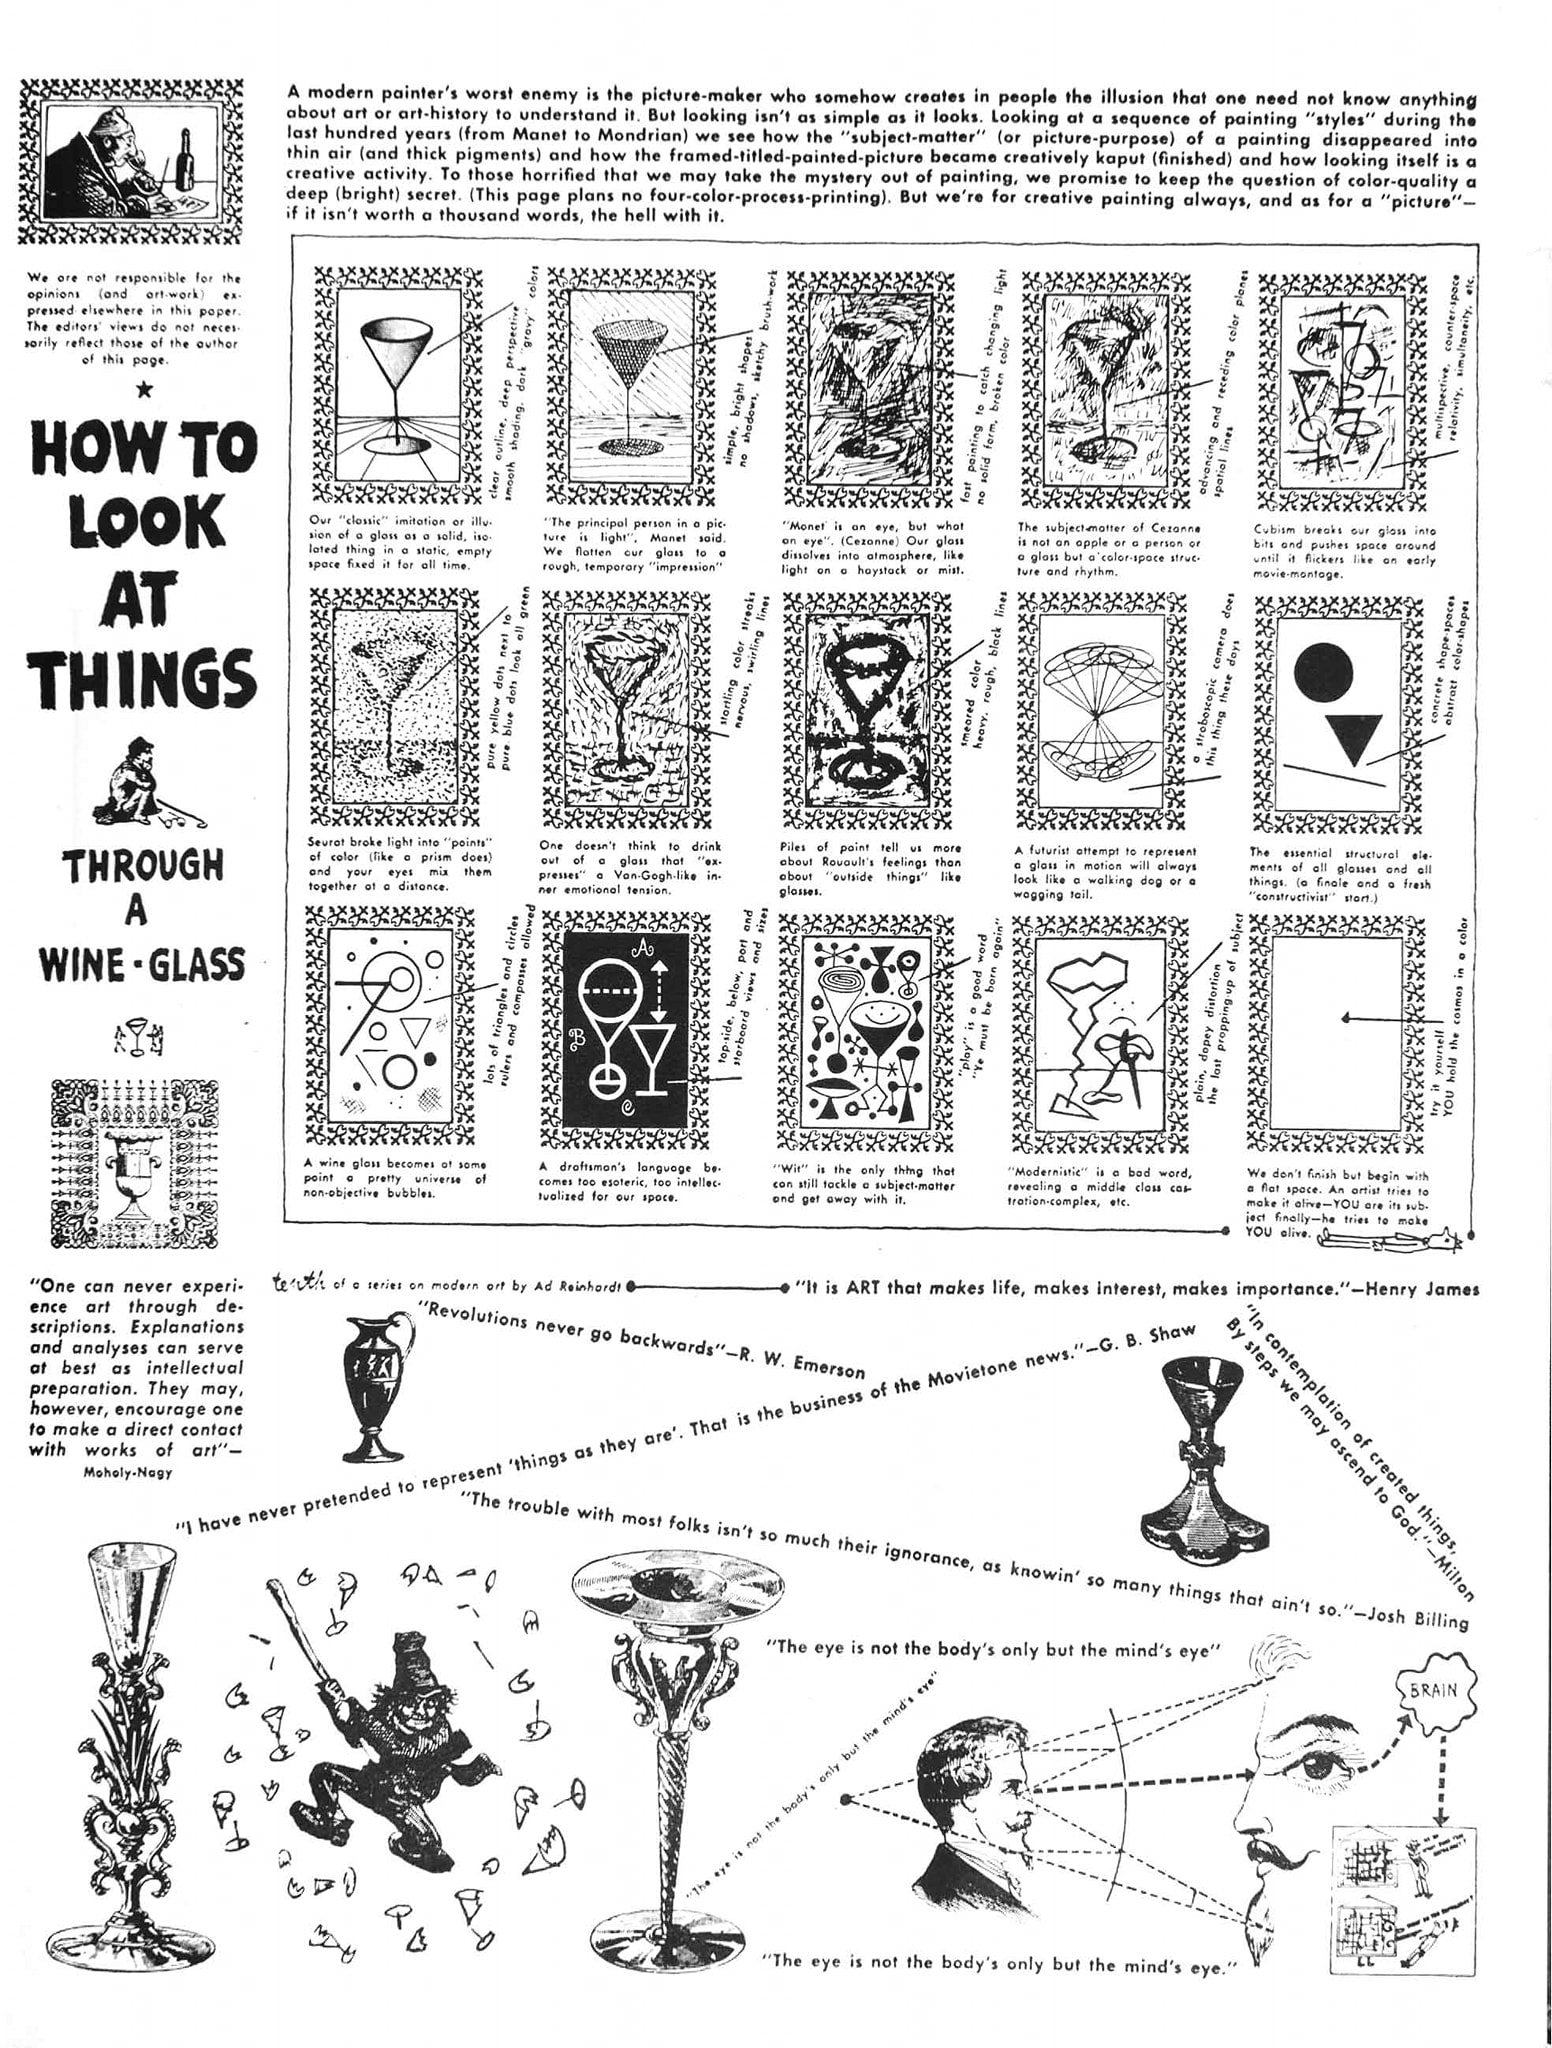 A modern painter's worst enemy is the picture-maker who somehow creates in people the illusion that one need not know anything
about art or art-history to understand it. But looking isn't as simple as it looks. Looking at a sequence of painting "styles" during the
last hundred years (from Manet to Mondrian) we see how the "subject-matter" (or picture-purpose) of a painting disappeared into
thin air (and thick pigments) and how the framed-titled-painted-picture became creatively kaput (finished) and how looking itself is a
creative activity. To those horrified that we may take the mystery out of painting, we promise to keep the question of color-quality a
deep (bright) secret. (This page plans no four-color-process-printing). But we're for creative painting always, and as for a "picture"—
if it isn't worth a thousand words, the hell with it.
We are not responsible for the
opinions (and art-work) ex-
pressed elsewhere in this paper.
The editors' views do not neces-
sarily reflect those of the author
of this page.
HOW TO
LOOK
AT
THINGS
THROUGH
A
WINE-GLASS
"One can never experi-
ence art through de-
scriptions. Explanations
and analyses can serve
at best as intellectual
preparation. They may,
however, encourage one
to make a direct contact
with works of art"—
Moholy-Nagy
clear outline, deep perspective
smooth shading, dark "gravy" colors
Our "classic" imitation or illu-
sion of a glass as a solid, iso-
lated thing in a static, empty
space fixed it for all time.
simple, bright shapes
no shadows, sketchy brush-work
"The principal person in a pic-
ture is light", Manet said.
We flatten our glass to a
rough, temporary "impression"
fast painting to catch changing light
no solid form, broken color
"Monet is an eye, but what
an eye". (Cezanne) Our glass
dissolves into atmosphere, like
light on a haystack or mist.
advancing and receding color planes
spatial lines
The subject-matter of Cezanne
is not an apple or a person or
a glass but a color-space struc-
ture and rhythm.
multispective, counter-space
relativity, simultaneity, etc.
Cubism breaks our glass into
bits and pushes space around
until it flickers like an early
movie-montage.
pure yellow dots next to
pure blue dots look all green
Seurat broke light into "points"
of color (like a prism does)
and your eyes mix them
together at a distance.
startling color streaks
nervous, swirling lines
One doesn't think to drink
out of a glass that "ex-
presses" a Van-Gogh-like in-
ner emotional tension.
smeared color
heavy, rough, black lines
Piles of paint tell us more
about Rouault's feelings than
about "outside things" like
glasses.
a stroboscopic camera does
this thing these days
A futurist attempt to represent
a glass in motion will always
look like a walking dog or a
wagging tail.
concrete shape-spaces
abstract color-shapes
The essential structural ele-
ments of all glasses and all
things. (a finale and a fresh
"constructivist" start.)
lots of triangles and circles
rulers and compasses allowed
A wine glass becomes at some
point a pretty universe of
non-objective bubbles.
A
B
C
top-side, below, port and
starboard views and sizes
A draftsman's language be-
comes too esoteric, too intellec-
tualized for our space.
"play" is a good word
"Ye must be born again"
"Wit" is the only thing that
can still tackle a subject-matter
and get away with it.
plain, dopey distortion
the last propping-up of subject
"Modernistic" is a bad word,
revealing a middle class cas-
tration-complex, etc.
try it yourself
YOU hold the cosmos in a color
We don't finish but begin with
a flat space. An artist tries to
make it alive—YOU are its sub-
ject finally—he tries to make
YOU alive.
tenth of a series on modern art by Ad Reinhardt
"It is ART that makes life, makes interest, makes importance."—Henry James
"Revolutions never go backwards"—R. W. Emerson
"I have never pretended to represent 'things as they are'. That is the business of the Movietone news."—G. B. Shaw
"In contemplation of created things,
By steps we may ascend to God."—Milton
"The trouble with most folks isn't so much their ignorance, as knowin' so many things that ain't so."—Josh Billing
"The eye is not the body's only but the mind's eye"
"The eye is not the body's only but the mind's eye"
BRAIN
"The eye is not the body's only but the mind's eye."